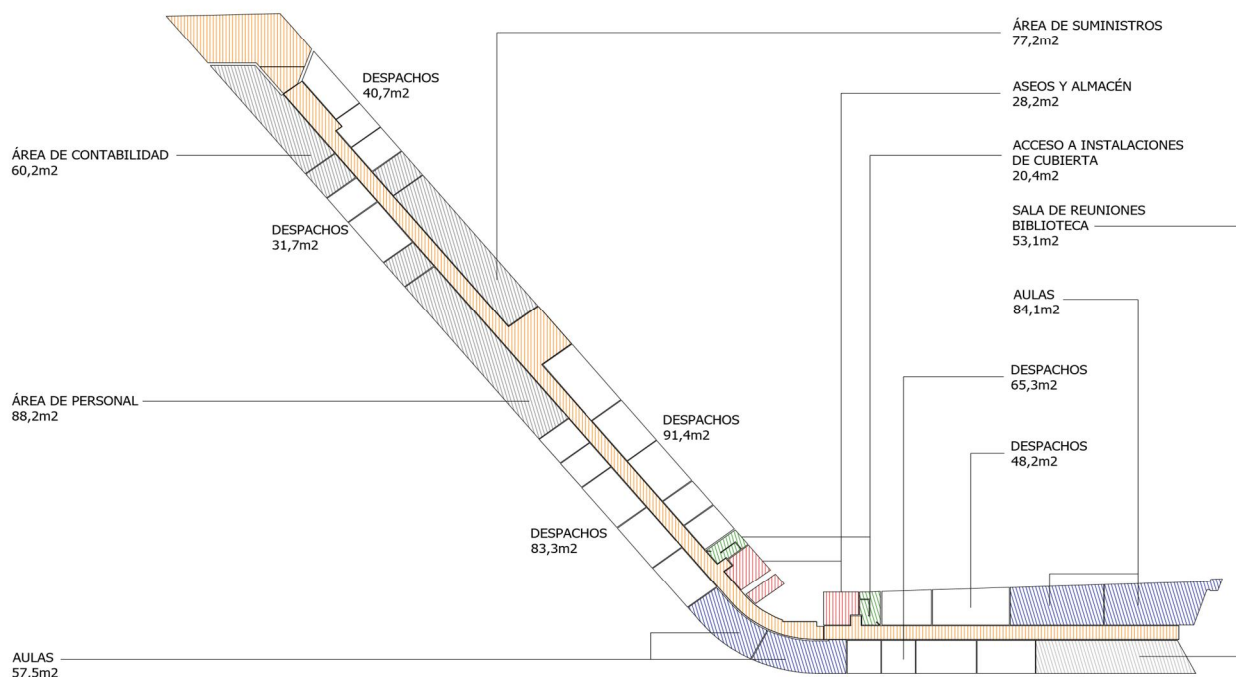 ÁREA DE SUMINISTROS
77,2m2
DESPACHOS
40,7m2
ASEOS Y ALMACÉN
28,2m2
ÁREA DE CONTABILIDAD
60,2m2
ACCESO A INSTALACIONES
DE CUBIERTA
20,4m2
DESPACHOS
31,7m2
SALA DE REUNIONES
BIBLIOTECA
53,1m2
AULAS
84,1m2
DESPACHOS
65,3m2
ÁREA DE PERSONAL
88,2m2
DESPACHOS
91,4m2
DESPACHOS
48,2m2
DESPACHOS
83,3m2
AULAS
57,5m2